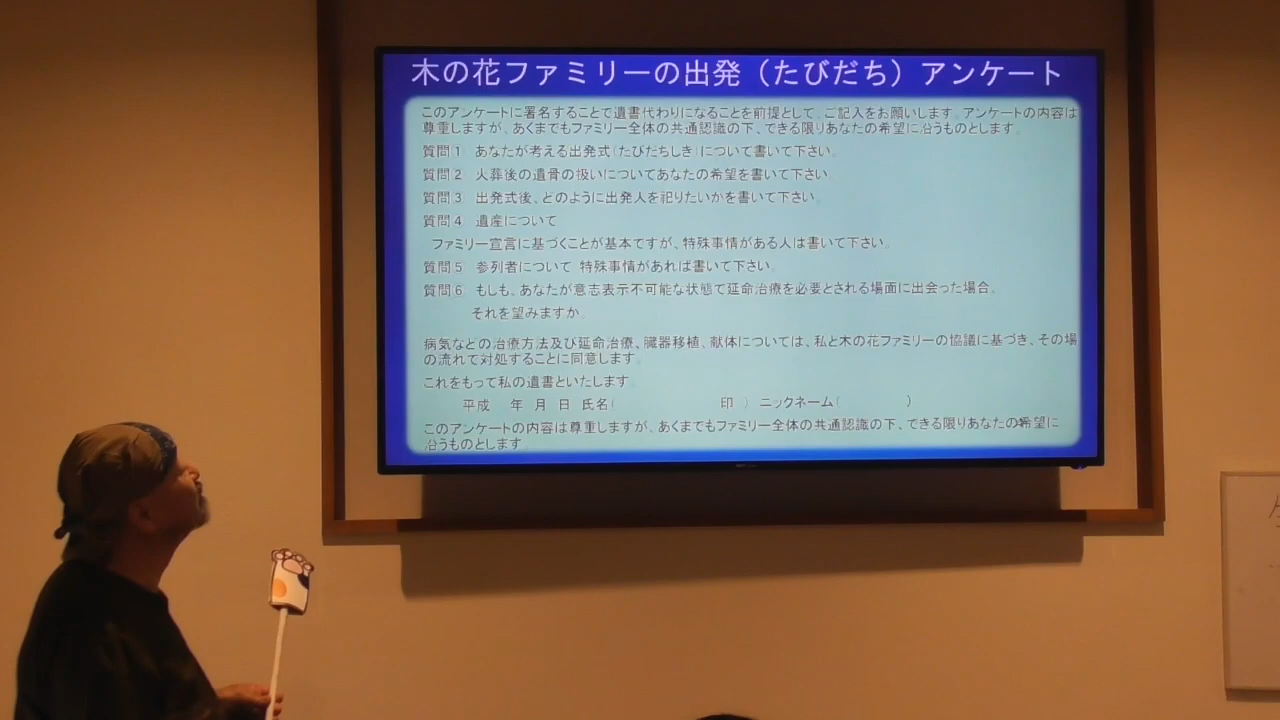 木の花ファミリーの出発（たびだち）アンケート
このアンケートに署名することで遺書代わりになることを前提として、ご記入をお願いします。アンケートの内容は
尊重しますが、あくまでもファミリー全体の共通認識の下、できる限りあなたの希望に沿うものとします。
質問１ あなたが考える出発式（たびだちしき）について書いて下さい。
質問２ 火葬後の遺骨の扱いについてあなたの希望を書いて下さい
質問３ 出発式後、どのように出発人を祀りたいかを書いて下さい。
質問４ 遺産について
ファミリー宣言に基づくことが基本ですが、特殊事情がある人は書いて下さい。
質問５ 参列者について 特殊事情があれば書いて下さい。
質問６ もしも、あなたが意志表示不可能な状態で延命治療を必要とされる場面に出会った場合。
それを望みますか。
病気などの治療方法及び延命治療、臓器移植、献体については、私と木の花ファミリーの協議に基づき、その場
の流れで対処することに同意します。
これをもって私の遺書といたします
平成 年 月 日 氏名（ 印 ） ニックネーム（ ）
このアンケートの内容は尊重しますが、あくまでもファミリー全体の共通認識の下、できる限りあなたの希望に
沿うものとします。